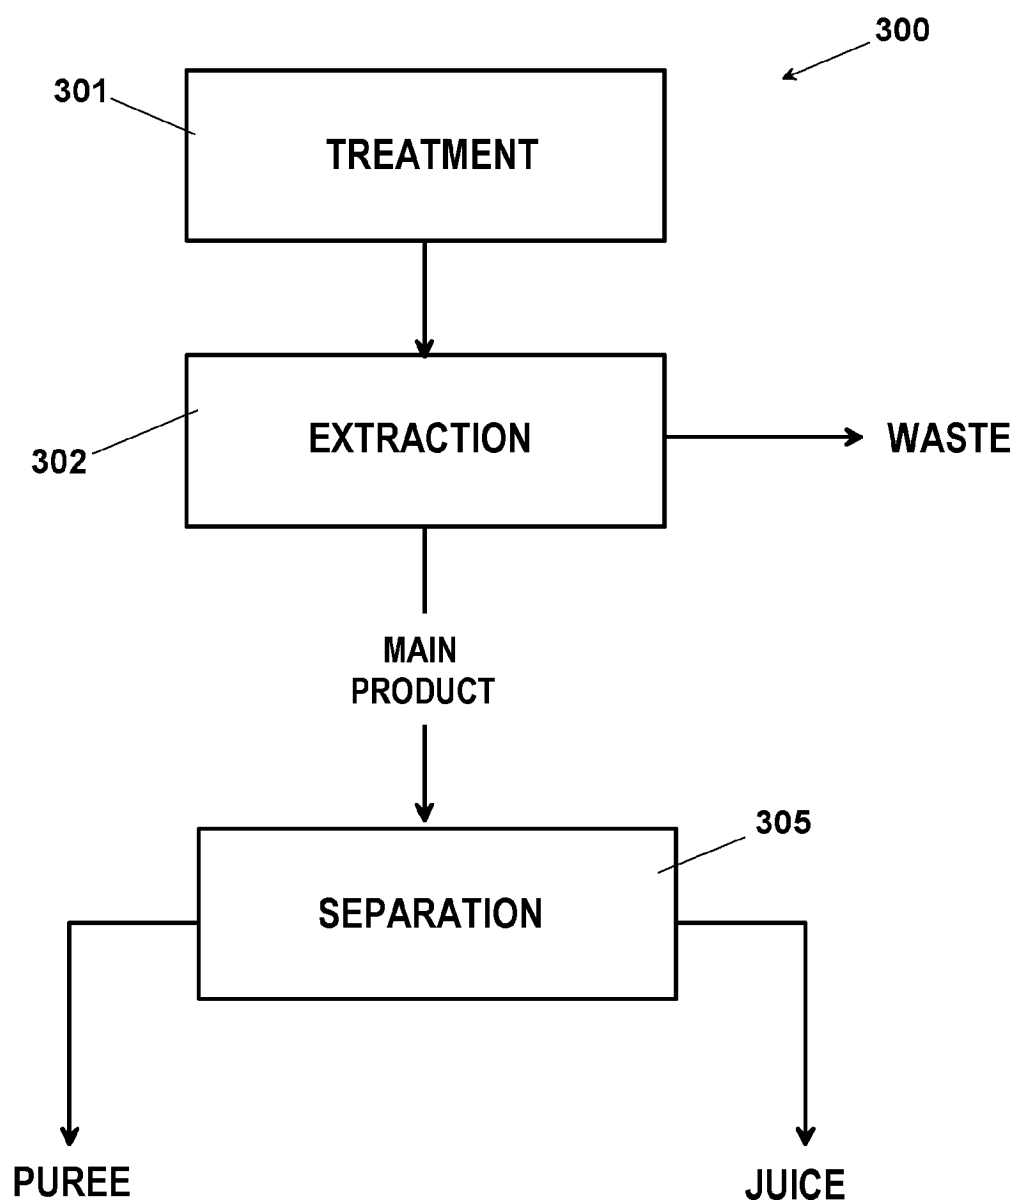 300
301
TREATMENT
EXTRACTION
WASTE
302
MAIN
PRODUCT
305
SEPARATION
PUREE
JUICE